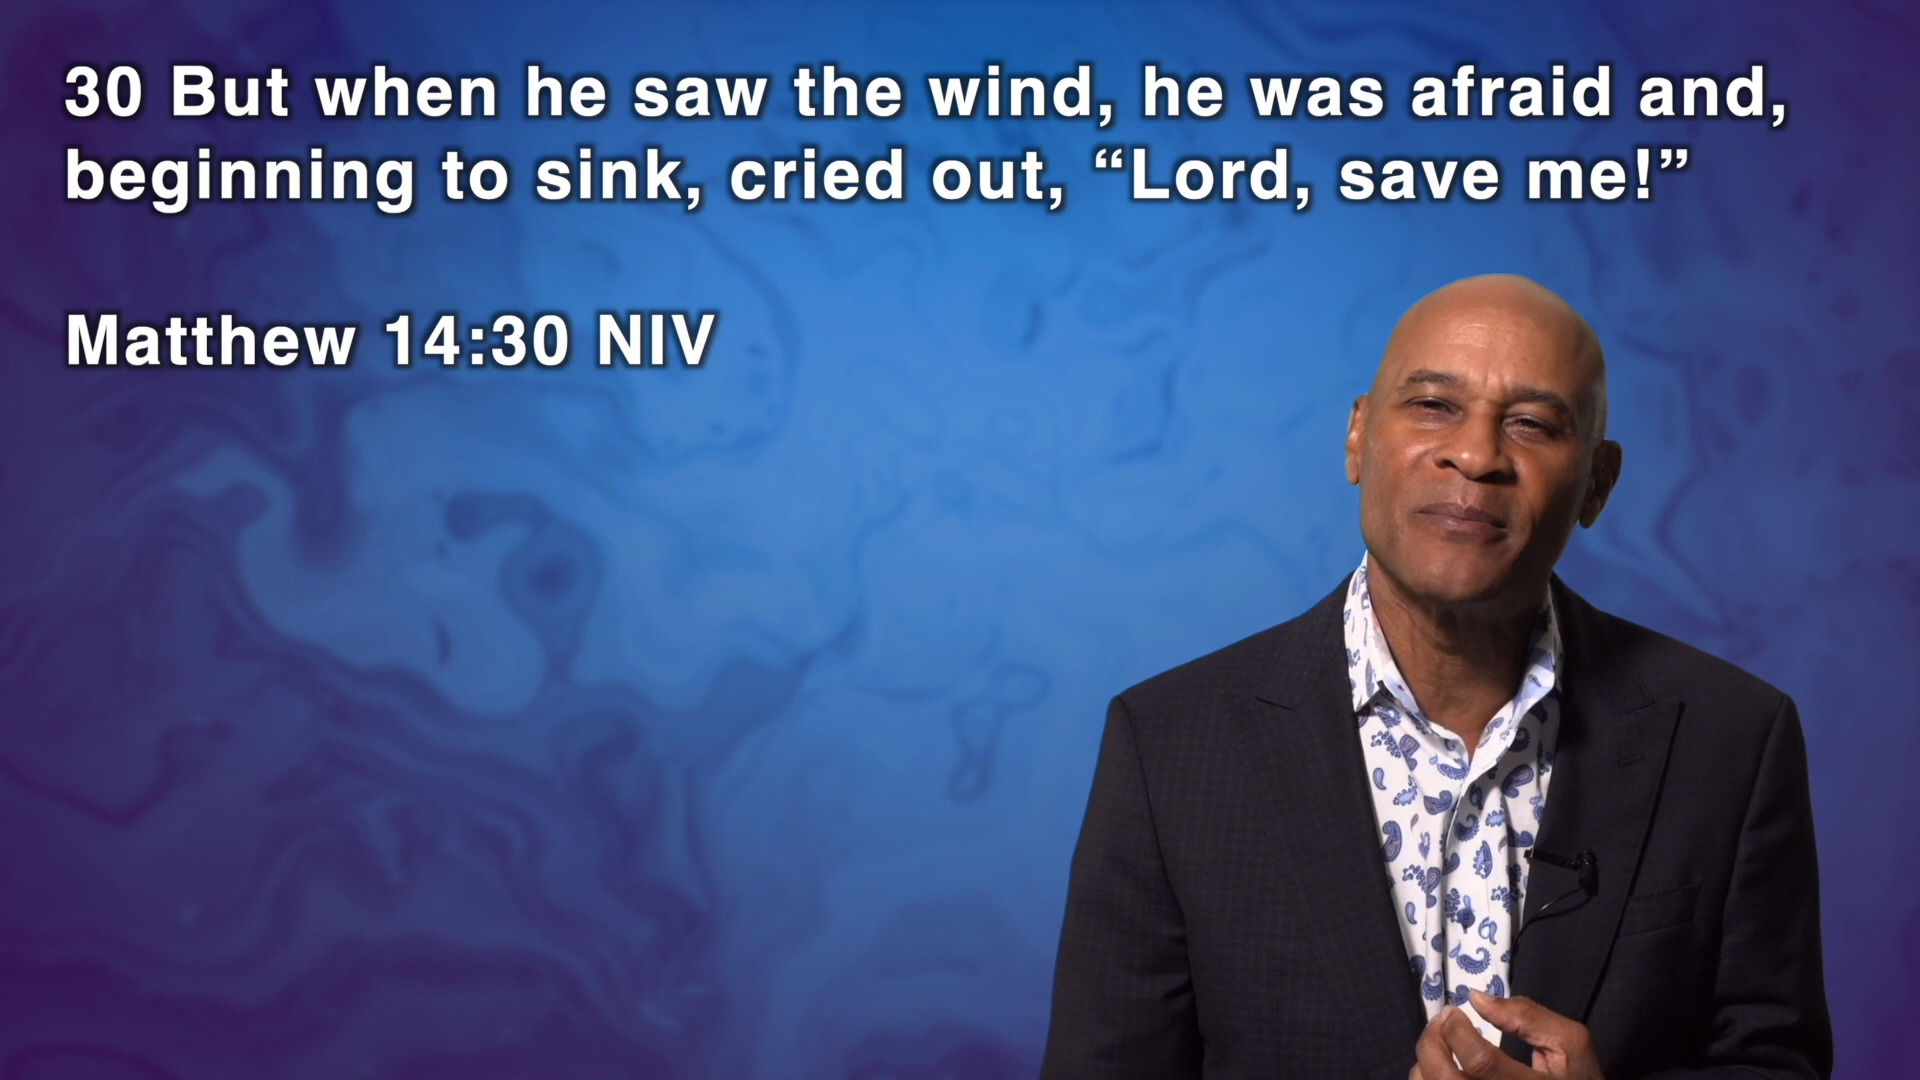 30 But when he saw the wind, he was afraid and,
beginning to sink, cried out, “Lord, save me!”
Matthew 14:30 NIV